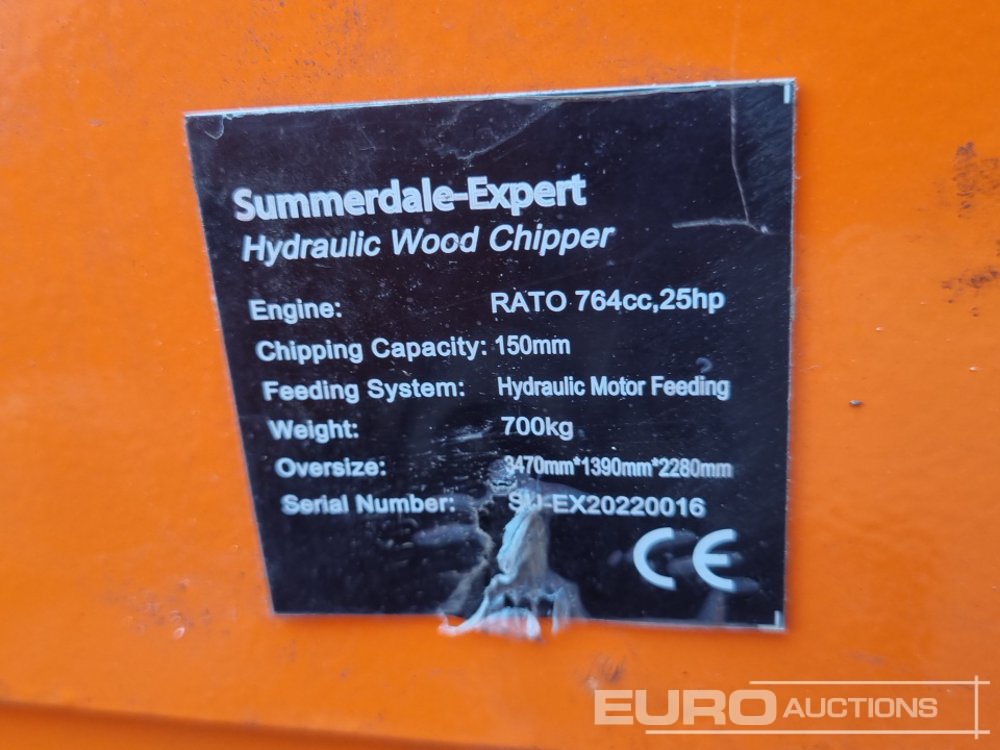 Summerdale-Expert
Hydraulic Wood Chipper
Engine: RATO 764cc,25hp
Chipping Capacity: 150mm
Feeding System: Hydraulic Motor Feeding
Weight: 700kg
Oversize: 3470mm*1390mm*2280mm
Serial Number: SU-EX20220016
CE
EURO AUCTIONS